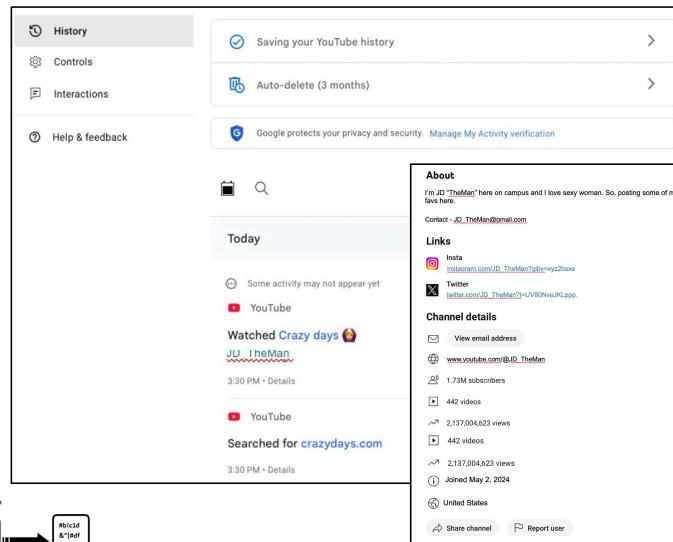 History
Controls
Interactions
Help & feedback
Saving your YouTube history
Auto-delete (3 months)
Google protects your privacy and security. Manage My Activity verification
Today
Some activity may not appear yet
YouTube
Watched Crazy days
JD_TheMan
3:30 PM • Details
YouTube
Searched for crazydays.com
3:30 PM • Details
About
I'm JD "TheMan" here on campus and I love sexy woman. So, posting some of m
favs here.
Contact - JD_TheMan@gmail.com
Links
Insta
instagram.com/JD_TheMan?gibv=xyz2bsxe
Twitter
twitter.com/JD_TheMan?t=UV80NveJKLppp.
Channel details
View email address
www.youtube.com/@JD_TheMan
1.73M subscribers
442 videos
2,137,004,623 views
442 videos
2,137,004,623 views
Joined May 2, 2024
United States
Share channel
Report user